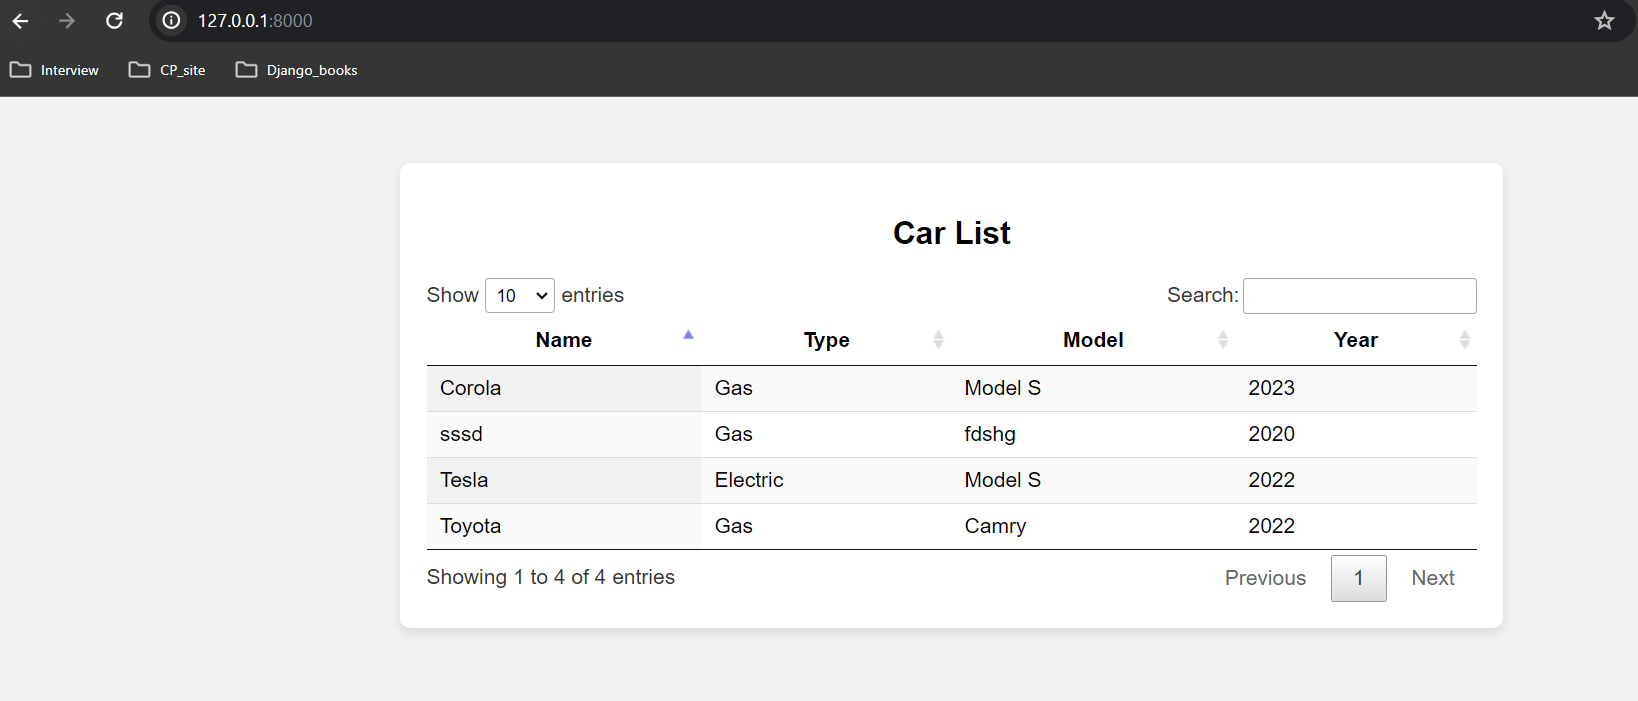 127.0.0.1:8000
Interview CP_site Django_books
Car List
Show 10 entries Search:
Name Type Model Year
Corola Gas Model S 2023
sssd Gas fdshg 2020
Tesla Electric Model S 2022
Toyota Gas Camry 2022
Showing 1 to 4 of 4 entries Previous 1 Next